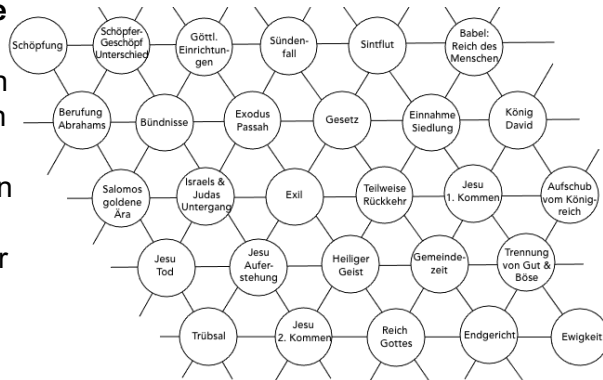 e
n
n
n
r
Schöpfung
Schöpfer-
Geschöpf
Unterschied
Göttl.
Einrichtun-
gen
Sünden-
fall
Sintflut
Babel:
Reich des
Menschen
Berufung
Abrahams
Bündnisse
Exodus
Passah
Gesetz
Einnahme
Siedlung
König
David
Salomos
goldene
Ära
Israels &
Judas
Untergang
Exil
Teilweise
Rückkehr
Jesu
1. Kommen
Aufschub
vom König-
reich
Jesu
Tod
Jesu
Aufer-
stehung
Heiliger
Geist
Gemeinde-
zeit
Trennung
von Gut &
Böse
Trübsal
Jesu
2. Kommen
Reich
Gottes
Endgericht
Ewigkeit